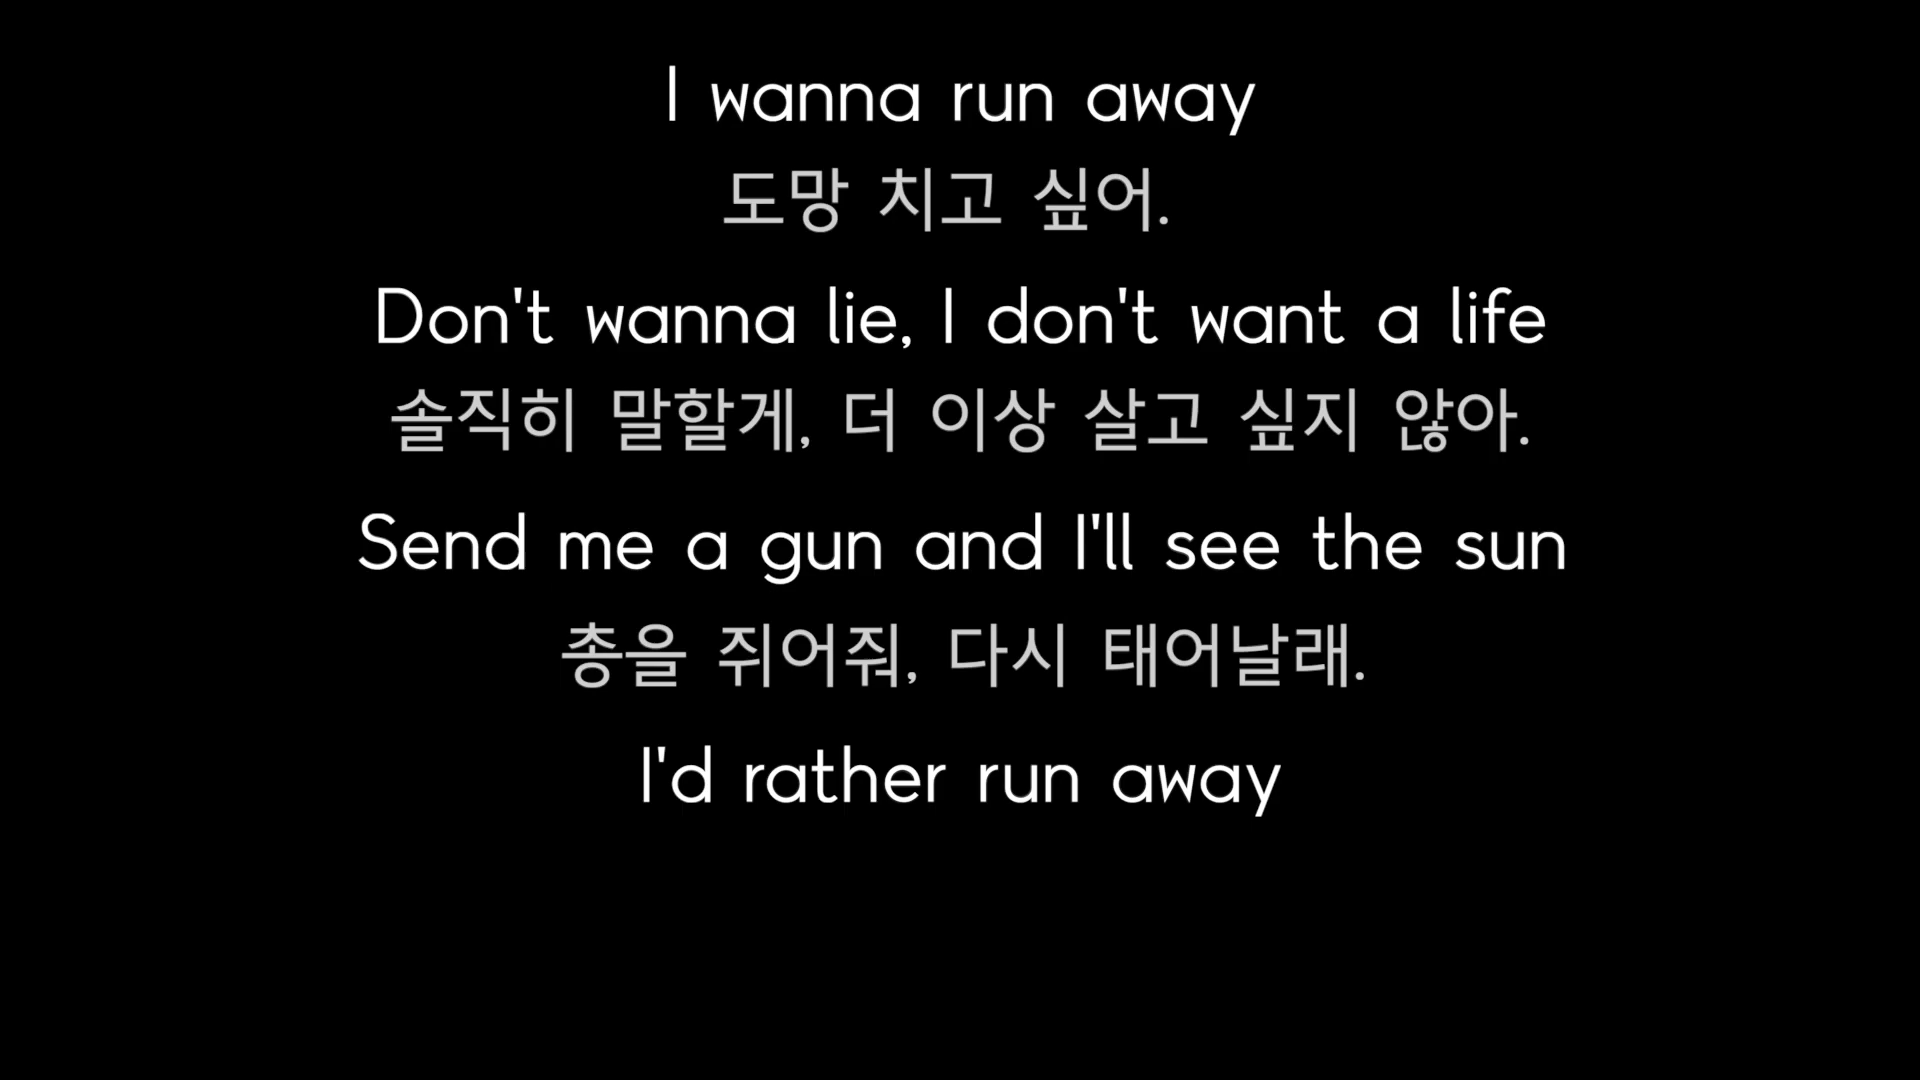 I wanna run away
도망 치고 싶어.
Don't wanna lie, I don't want a life
솔직히 말할게, 더 이상 살고 싶지 않아.
Send me a gun and I'll see the sun
총을 쥐어줘, 다시 태어날래.
I'd rather run away